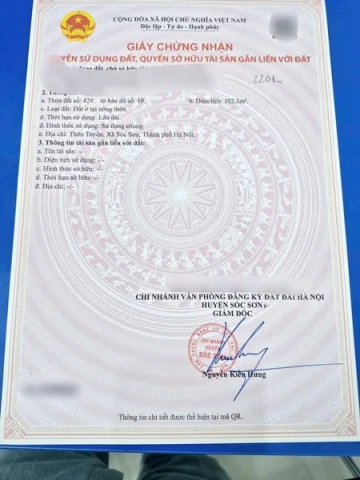 CỘNG HÒA XÃ HỘI CHỦ NGHĨA VIỆT NAM
Độc lập - Tự do - Hạnh phúc
GIẤY CHỨNG NHẬN
QUYỀN SỬ DỤNG ĐẤT, QUYỀN SỞ HỮU TÀI SẢN GẮN LIỀN VỚI ĐẤT
a. Thửa đất số: 429. tờ bản đồ số: 19. b. Diện tích: 102,5m².
c. Loại đất: Đất ở tại nông thôn.
d. Thời hạn sử dụng: Lâu dài.
đ. Hình thức sử dụng: Sử dụng chung.
e. Địa chỉ: Thôn Xã Sóc Sơn, Thành phố Hà Nội.
3. Thông tin tài sản gắn liền với đất:
a. Tên tài sản: -/-
b. Diện tích sử dụng: -/-
c. Hình thức sở hữu: -/-
d. Thời hạn sở hữu: -/-
đ. Địa chỉ: -/-
CHI NHÁNH VĂN PHÒNG ĐĂNG KÝ ĐẤT ĐAI HÀ NỘI
HUYỆN SÓC SƠN
GIÁM ĐỐC
CHI NHÁNH
HUYỆN
SÓC
Nguyễn Kiên Hưng
Thông tin chi tiết được thể hiện tại mã QR.